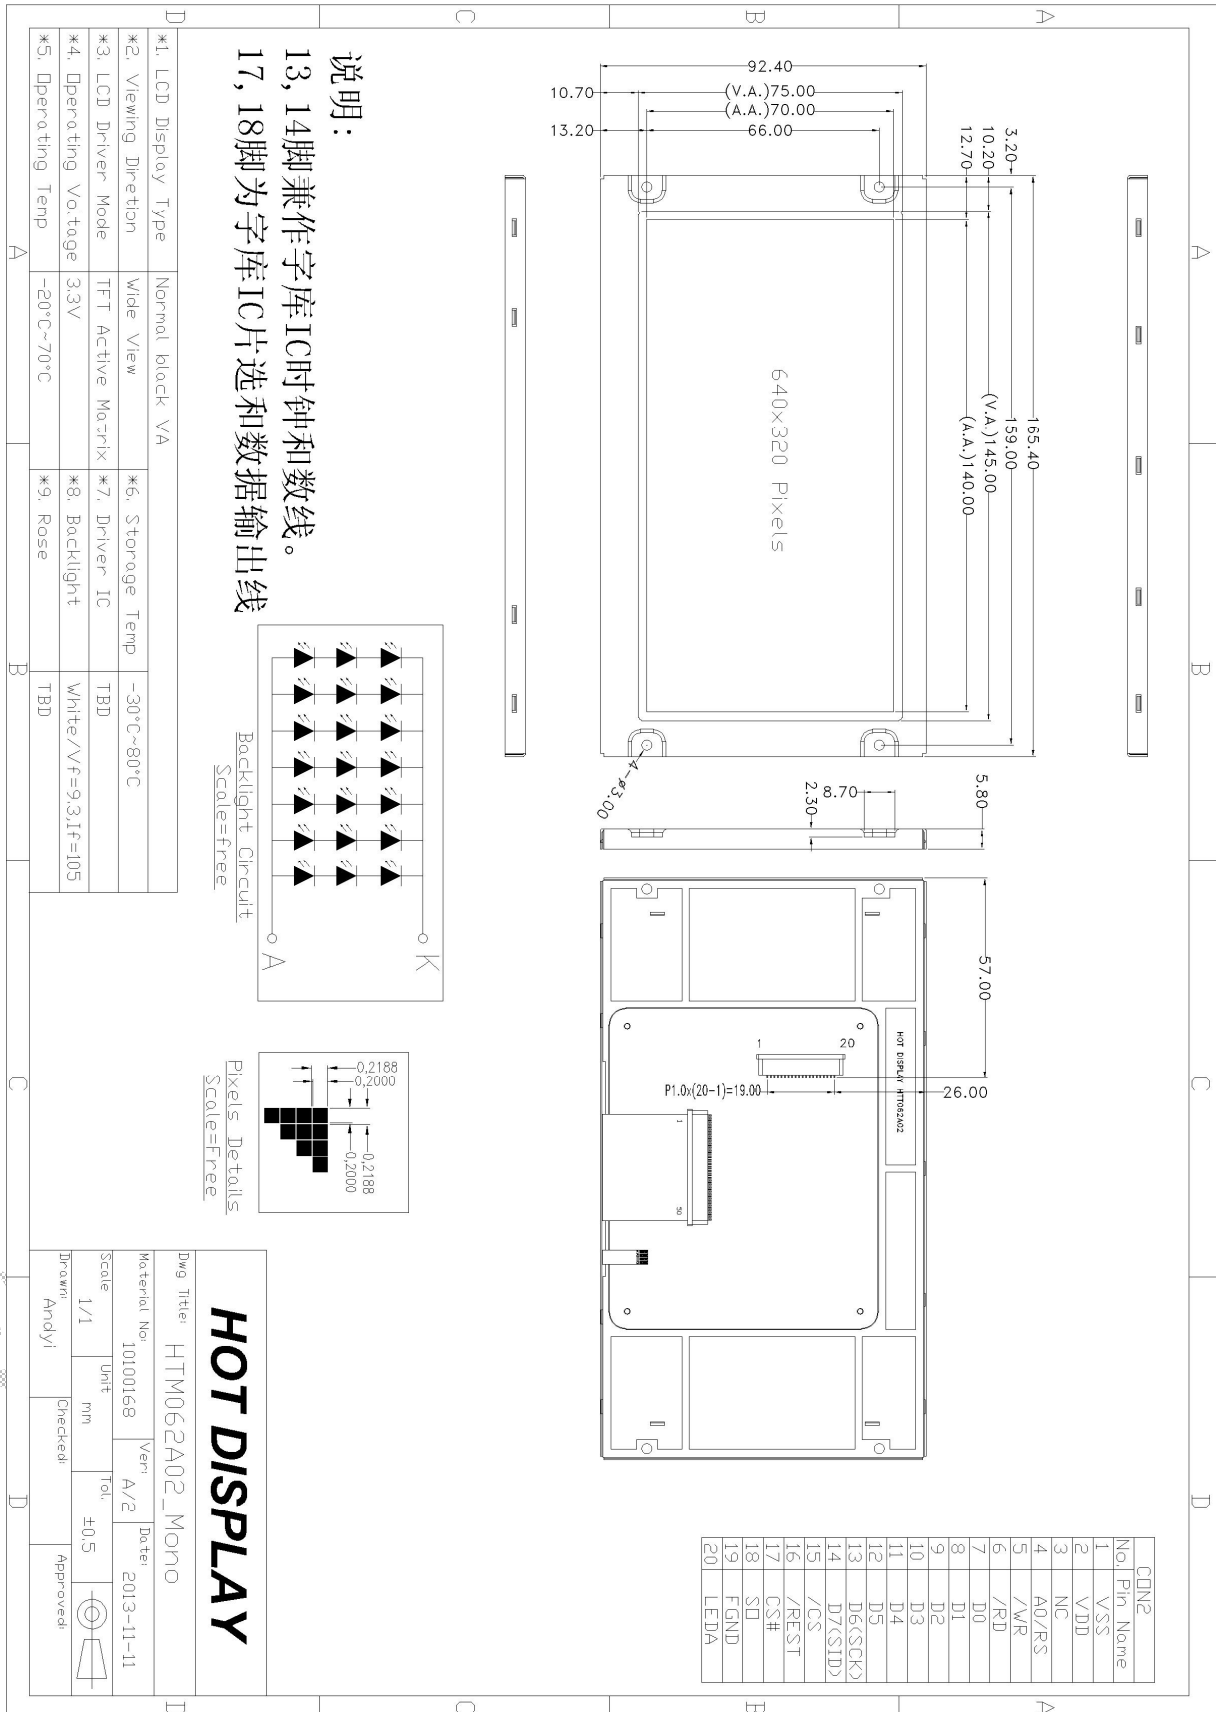 A
B
C
D
92.40
(V.A.)75.00
(A.A.)70.00
66.00
10.70
13.20
3.20
10.20
12.70
165.40
159.00
(V.A.)145.00
(A.A.)140.00
640x320 Pixels
4-ø3.00
5.80
8.70
2.30
57.00
26.00
P1.0x(20-1)=19.00
1
20
HOT DISPLAY HTT062A02
1
50
CON2
No. Pin Name
1 VSS
2 VDD
3 NC
4 A0/RS
5 /WR
6 /RD
7 D0
8 D1
9 D2
10 D3
11 D4
12 D5
13 D6(SCK)
14 D7(SID)
15 /CS
16 /REST
17 CS#
18 SO
19 FGND
20 LEDA
说明:
13, 14脚兼作字库IC时钟和数线。
17, 18脚为字库IC片选和数据输出线
K
A
Backlight Circuit
Scale=free
0,2188
0,2000
0,2188
0,2000
Pixels Details
Scale=Free
*1. LCD Display Type Normal black VA
*2. Viewing Diretion Wide View *6. Storage Temp -30°C~80°C
*3. LCD Driver Mode TFT Active Matrix *7. Driver IC TBD
*4. Operating Voltage 3.3V *8. Backlight White/Vf=9.3,If=105
*5. Operating Temp -20°C~70°C *9. Rose TBD
HOT DISPLAY
Dwg Title: HTM062A02_Mono
Material No: 10100168 Ver: A/2 Date: 2013-11-11
Scale 1/1 Unit mm Tol. ±0.5
Drawn: Andyi Checked: Approved:
A
B
C
D